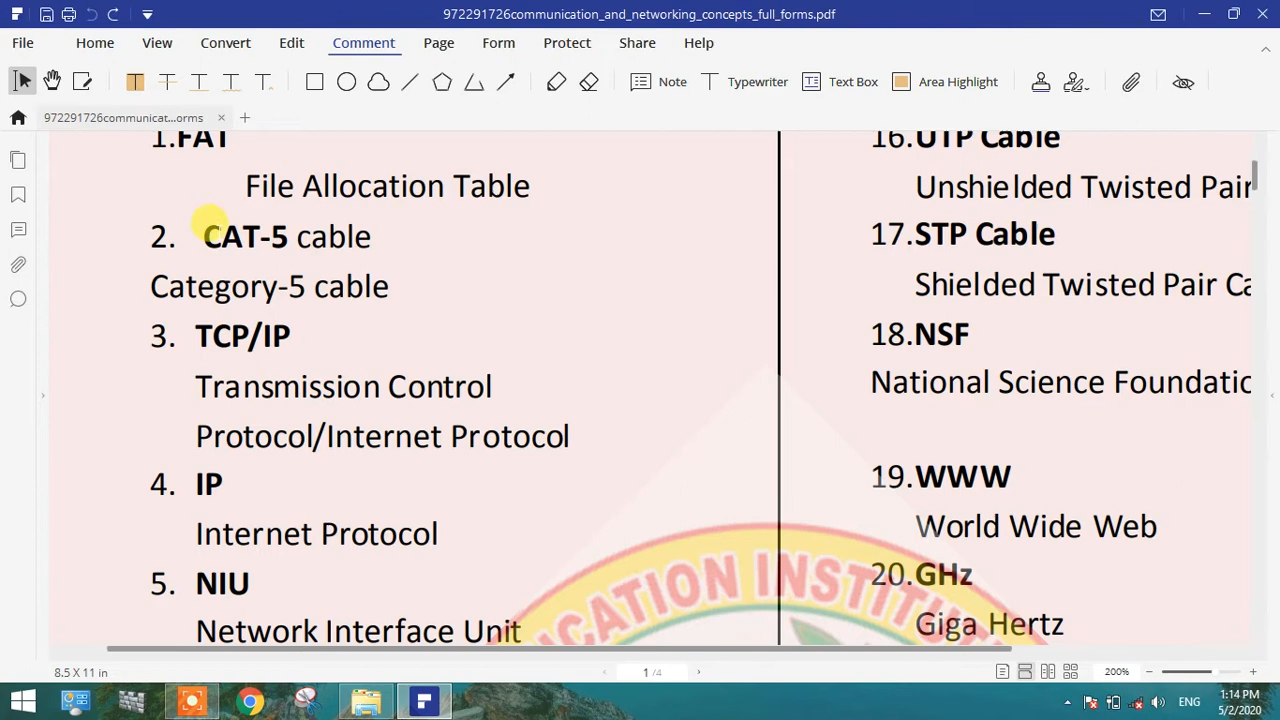 972291726communication_and_networking_concepts_full_forms.pdf
File Home View Convert Edit Comment Page Form Protect Share Help
Note Typewriter Text Box Area Highlight
972291726communicat...orms
1.FAT
File Allocation Table
2. CAT-5 cable
Category-5 cable
3. TCP/IP
Transmission Control
Protocol/Internet Protocol
4. IP
Internet Protocol
5. NIU
Network Interface Unit
16.UTP Cable
Unshielded Twisted Pair
17.STP Cable
Shielded Twisted Pair Ca
18.NSF
National Science Foundatic
19.WWW
World Wide Web
20.GHz
Giga Hertz
UCATION INSTITU
8.5 X 11 in
1 /4
200%
ENG
1:14 PM
5/2/2020